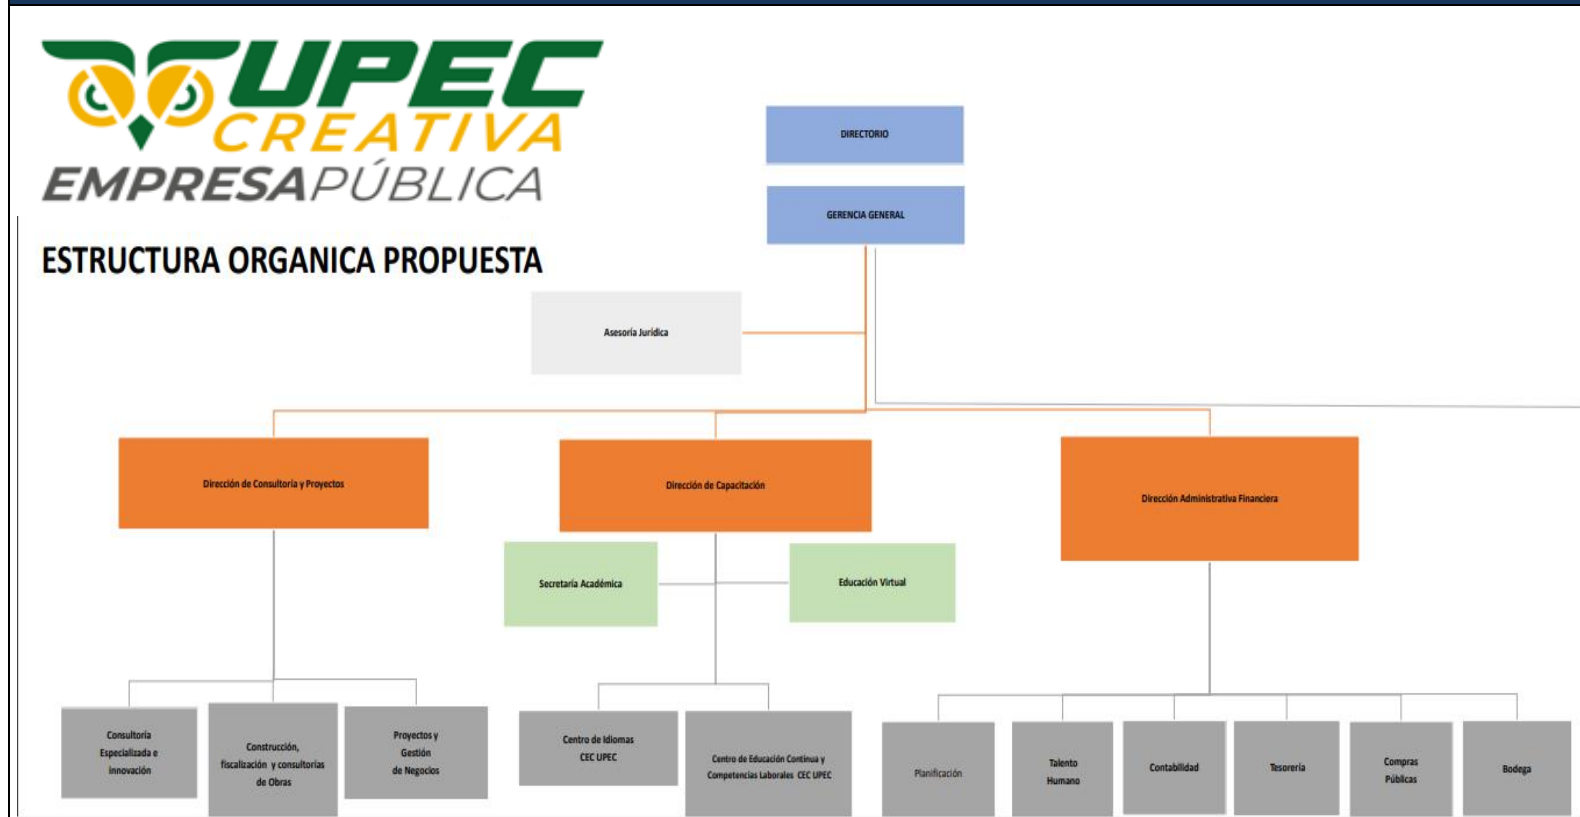 UPEC
CREATIVA
EMPRESAPÚBLICA
ESTRUCTURA ORGANICA PROPUESTA
DIRECTORIO
GERENCIA GENERAL
Asesoría Jurídica
Dirección de Consultoría y Proyectos
Dirección de Capacitación
Dirección Administrativa Financiera
Secretaría Académica
Educación Virtual
Consultoría
Especializada e
innovación
Construcción,
fiscalización y consultorías
de Obras
Proyectos y
Gestión
de Negocios
Centro de Idiomas
CEC UPEC
Centro de Educación Continua y
Competencias Laborales CEC UPEC
Planificación
Talento
Humano
Contabilidad
Tesorería
Compras
Públicas
Bodega